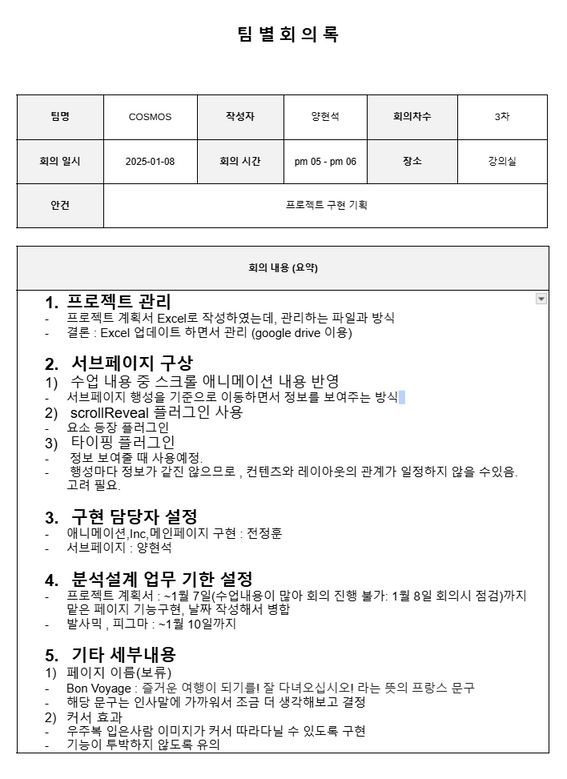 팀 별 회 의 록
팀명 COSMOS 작성자 양현석 회의차수 3차
회의 일시 2025-01-08 회의 시간 pm 05 - pm 06 장소 강의실
안건 프로젝트 구현 기획
회의 내용 (요약)
1. 프로젝트 관리
- 프로젝트 계획서 Excel로 작성하였는데, 관리하는 파일과 방식
- 결론 : Excel 업데이트 하면서 관리 (google drive 이용)
2. 서브페이지 구상
1) 수업 내용 중 스크롤 애니메이션 내용 반영
- 서브페이지 행성을 기준으로 이동하면서 정보를 보여주는 방식
2) scrollReveal 플러그인 사용
- 요소 등장 플러그인
3) 타이핑 플러그인
- 정보 보여줄 때 사용예정.
- 행성마다 정보가 같진 않으므로 , 컨텐츠와 레이아웃의 관계가 일정하지 않을 수있음.
고려 필요.
3. 구현 담당자 설정
- 애니메이션,Inc,메인페이지 구현 : 전정훈
- 서브페이지 : 양현석
4. 분석설계 업무 기한 설정
- 프로젝트 계획서 : ~1월 7일(수업내용이 많아 회의 진행 불가: 1월 8일 회의시 점검)까지
맡은 페이지 기능구현, 날짜 작성해서 병합
- 발사믹 , 피그마 : ~1월 10일까지
5. 기타 세부내용
1) 페이지 이름(보류)
- Bon Voyage : 즐거운 여행이 되기를! 잘 다녀오십시오! 라는 뜻의 프랑스 문구
- 해당 문구는 인사말에 가까워서 조금 더 생각해보고 결정
2) 커서 효과
- 우주복 입은사람 이미지가 커서 따라다닐 수 있도록 구현
- 기능이 투박하지 않도록 유의